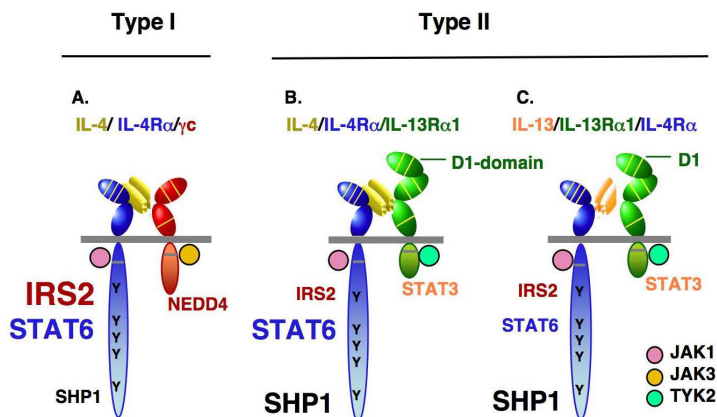 Type I
Type II
A.
IL-4/ IL-4Rα/γc
B.
IL-4/IL-4Rα/IL-13Rα1
C.
IL-13/IL-13Rα1/IL-4Rα
D1-domain
D1
IRS2
STAT6
SHP1
NEDD4
Y
Y
Y
Y
Y
IRS2
STAT6
SHP1
STAT3
Y
Y
Y
Y
Y
IRS2
STAT6
SHP1
STAT3
Y
Y
Y
Y
Y
JAK1
JAK3
TYK2